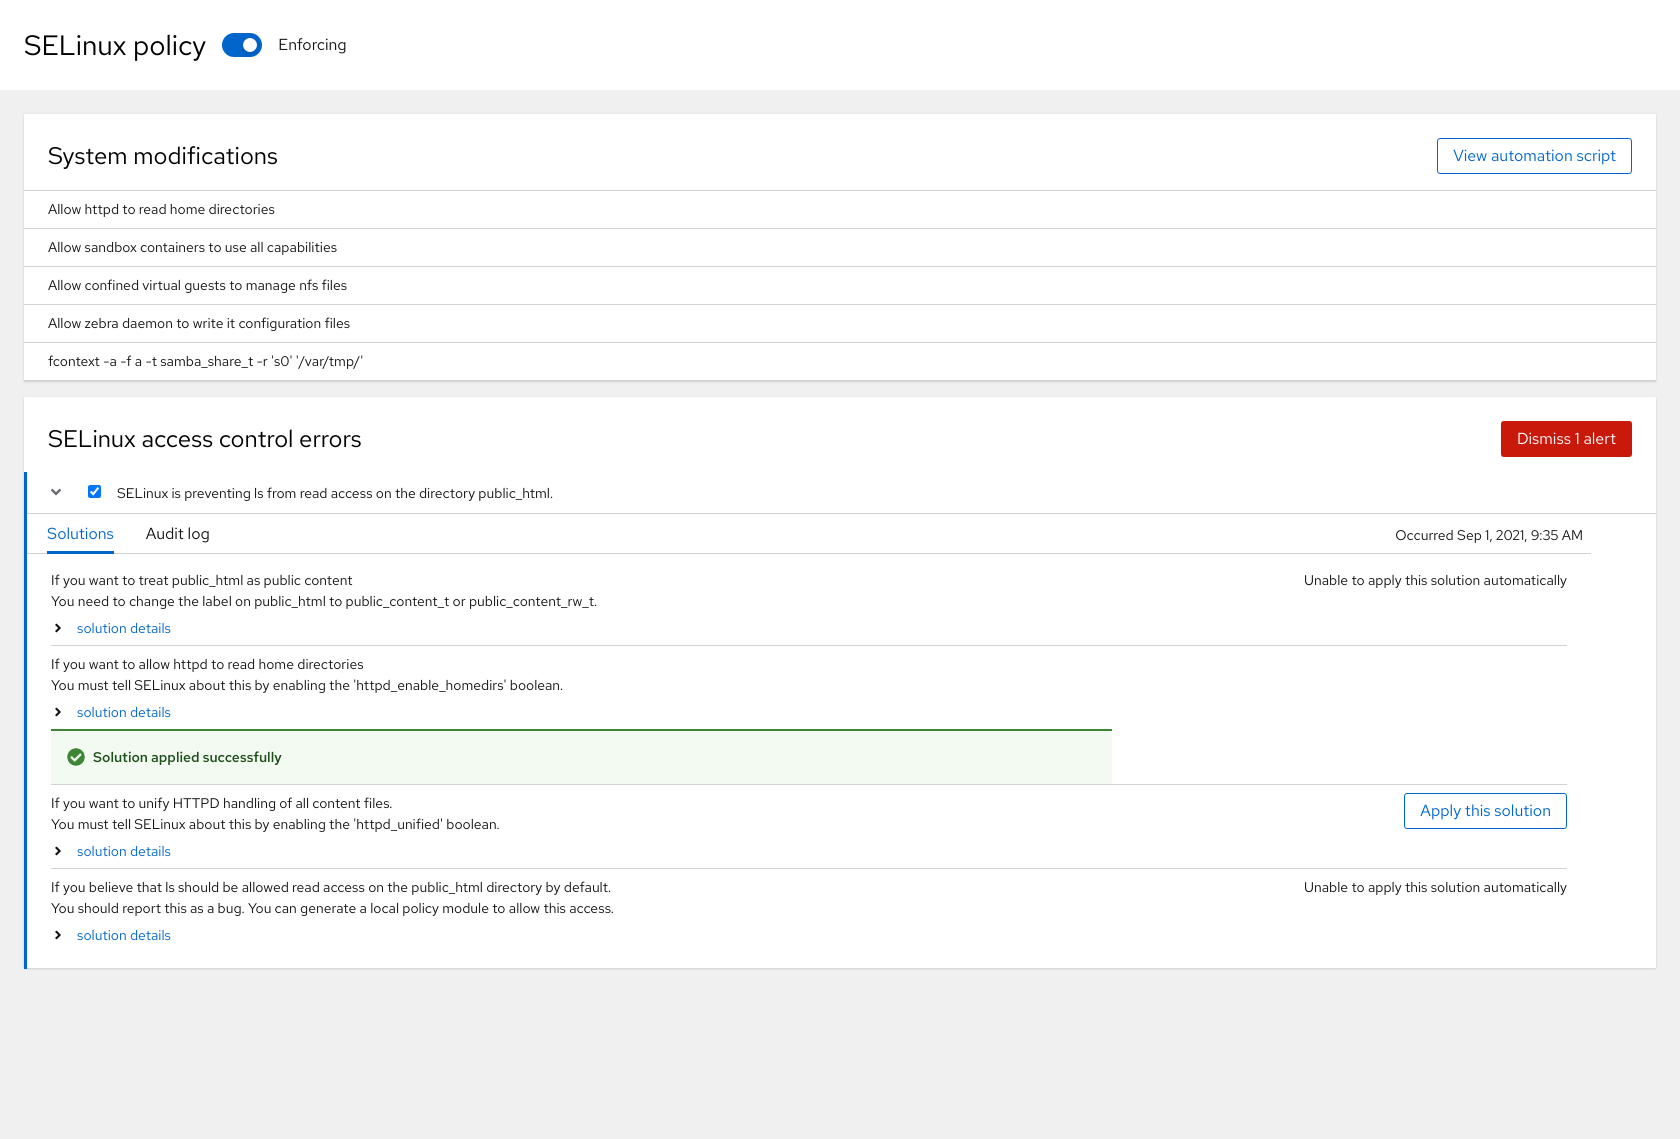 SELinux policy
Enforcing
System modifications
View automation script
Allow httpd to read home directories
Allow sandbox containers to use all capabilities
Allow confined virtual guests to manage nfs files
Allow zebra daemon to write it configuration files
fcontext -a -f a -t samba_share_t -r 's0' '/var/tmp/'
SELinux access control errors
Dismiss 1 alert
SELinux is preventing ls from read access on the directory public_html.
Solutions
Audit log
Occurred Sep 1, 2021, 9:35 AM
If you want to treat public_html as public content
Unable to apply this solution automatically
You need to change the label on public_html to public_content_t or public_content_rw_t.
solution details
If you want to allow httpd to read home directories
You must tell SELinux about this by enabling the 'httpd_enable_homedirs' boolean.
solution details
Solution applied successfully
If you want to unify HTTPD handling of all content files.
Apply this solution
You must tell SELinux about this by enabling the 'httpd_unified' boolean.
solution details
If you believe that ls should be allowed read access on the public_html directory by default.
Unable to apply this solution automatically
You should report this as a bug. You can generate a local policy module to allow this access.
solution details